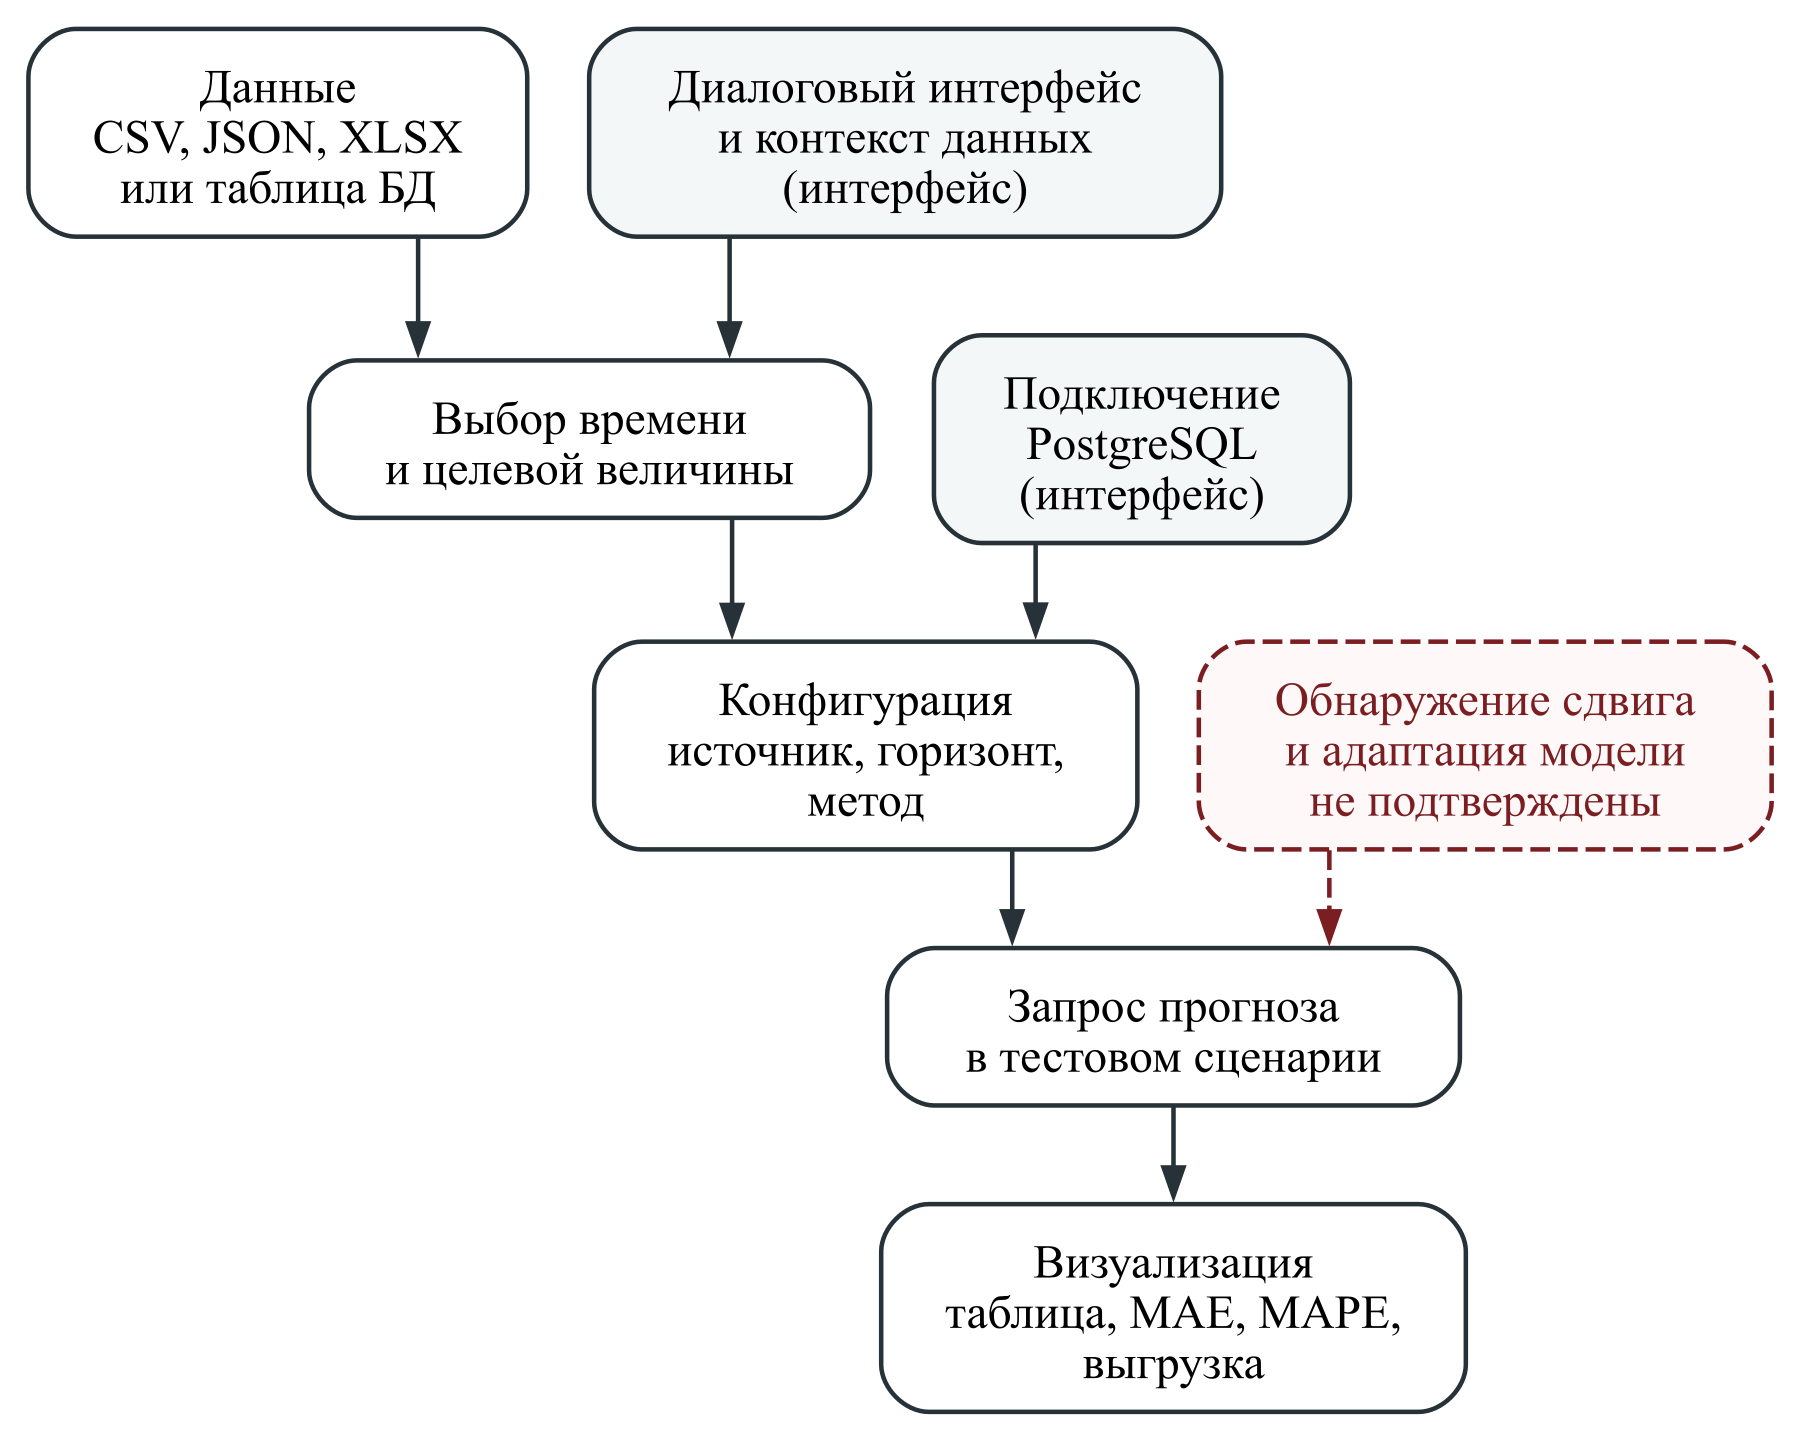 Данные
CSV, JSON, XLSX
или таблица БД
Диалоговый интерфейс
и контекст данных
(интерфейс)
Выбор времени
и целевой величины
Подключение
PostgreSQL
(интерфейс)
Конфигурация
источник, горизонт,
метод
Обнаружение сдвига
и адаптация модели
не подтверждены
Запрос прогноза
в тестовом сценарии
Визуализация
таблица, MAE, MAPE,
выгрузка